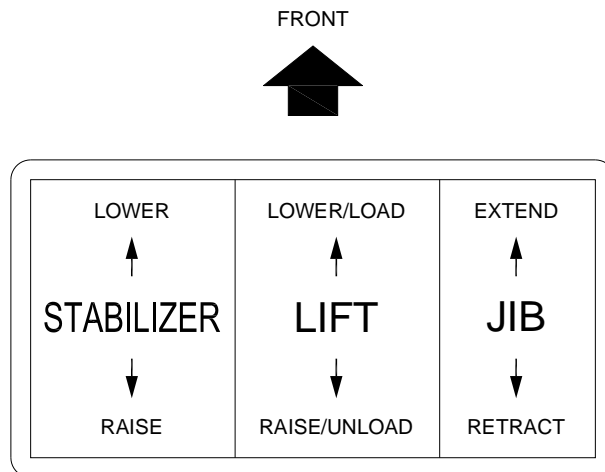 FRONT
LOWER LOWER/LOAD EXTEND
STABILIZER LIFT JIB
RAISE RAISE/UNLOAD RETRACT